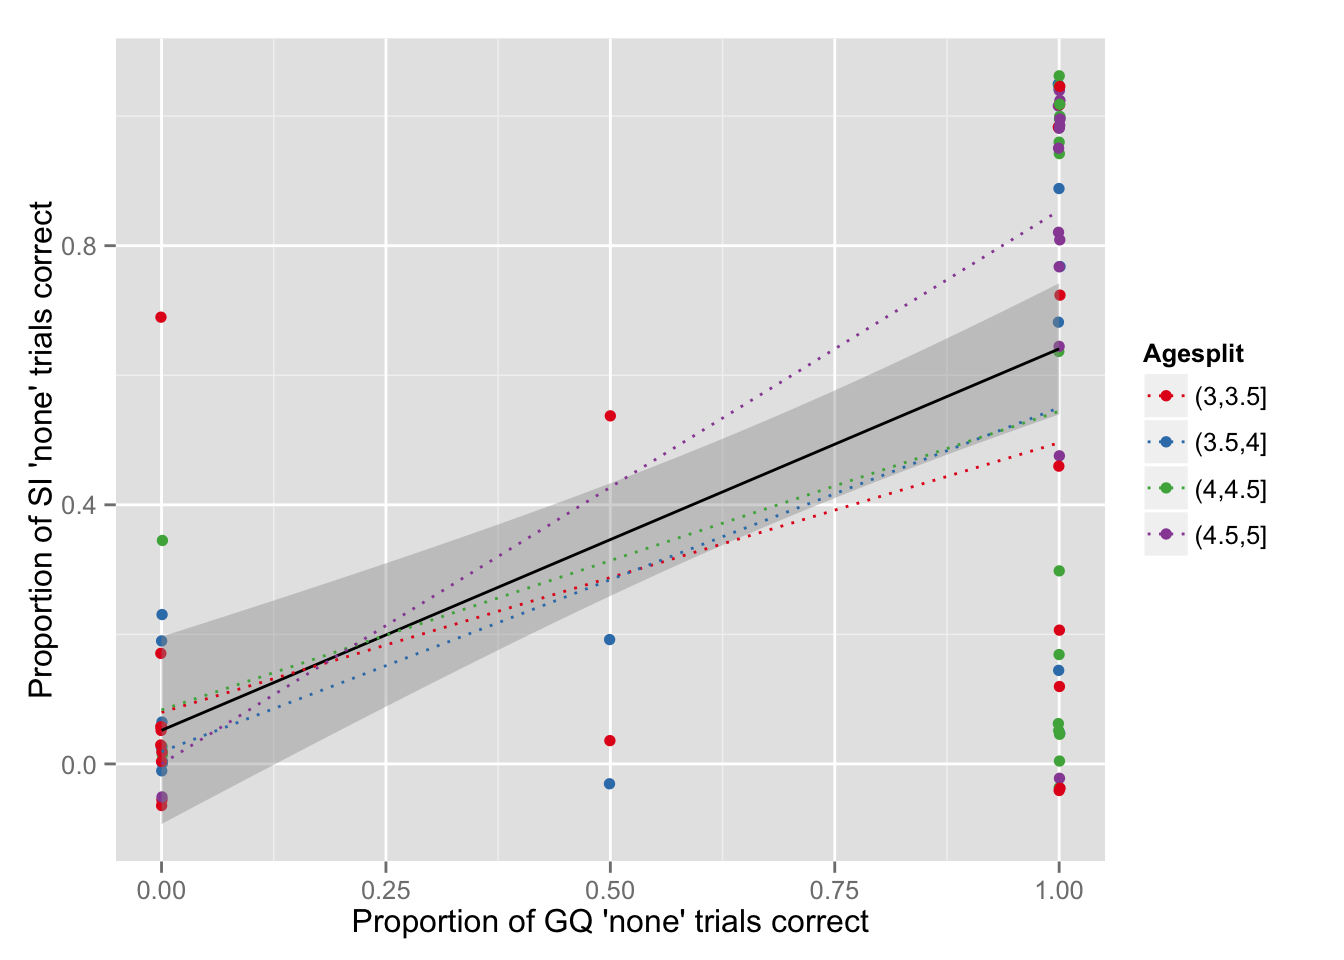 Proportion of SI 'none' trials correct
0.8
0.4
0.0
0.00 0.25 0.50 0.75 1.00
Proportion of GQ 'none' trials correct
Agesplit
(3,3.5]
(3.5,4]
(4,4.5]
(4.5,5]